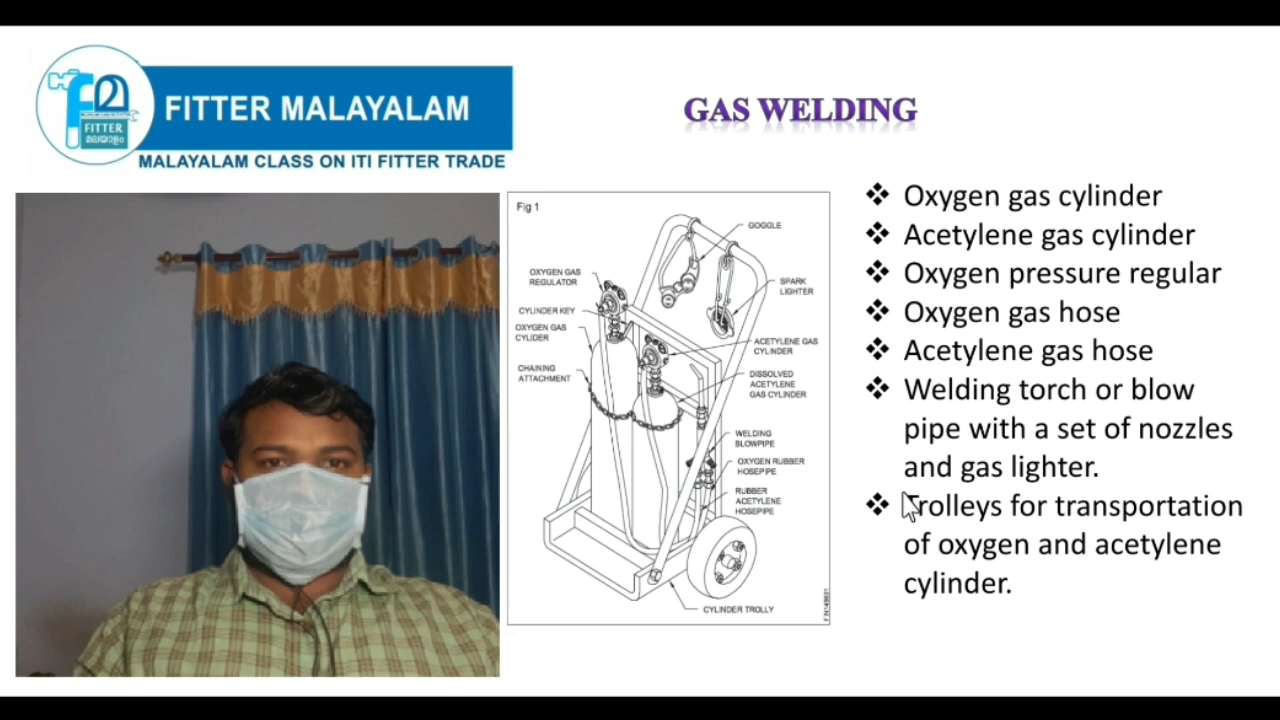 FITTER
മലയാളം
FITTER MALAYALAM
MALAYALAM CLASS ON ITI FITTER TRADE
GAS WELDING
Fig 1
GOGGLE
OXYGEN GAS
REGULATOR
SPARK
LIGHTER
CYLINDER KEY
OXYGEN GAS
CYLIDER
ACETYLENE GAS
CYLINDER
CHAINING
ATTACHMENT
DISSOLVED
ACETYLENE
GAS CYLINDER
WELDING
BLOWPIPE
OXYGEN RUBBER
HOSEPIPE
RUBBER
ACETYLENE
HOSEPIPE
CYLINDER TROLLY
❖ Oxygen gas cylinder
❖ Acetylene gas cylinder
❖ Oxygen pressure regular
❖ Oxygen gas hose
❖ Acetylene gas hose
❖ Welding torch or blow
pipe with a set of nozzles
and gas lighter.
❖ Trolleys for transportation
of oxygen and acetylene
cylinder.